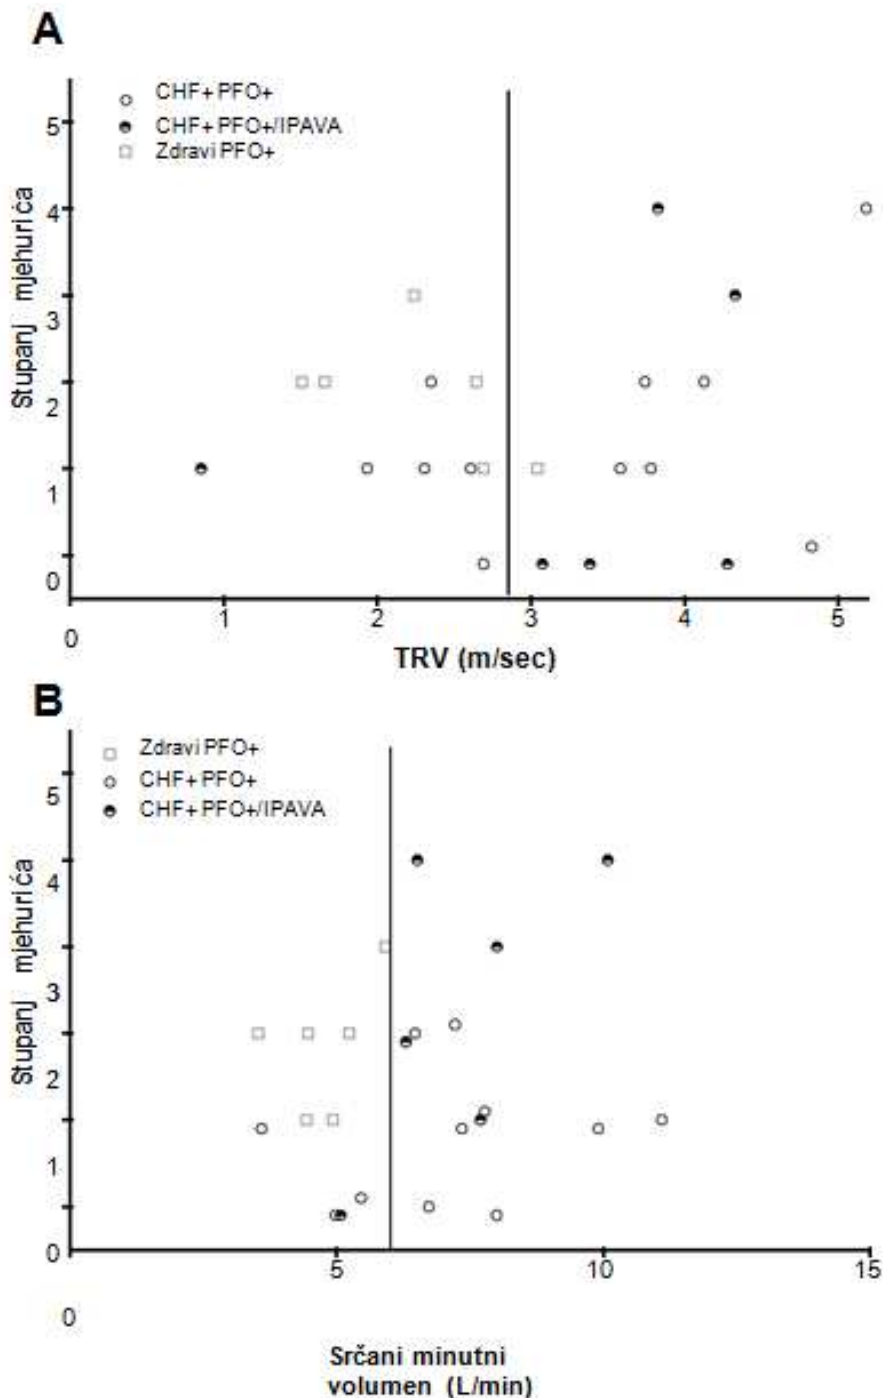 A
CHF+ PFO+
CHF+ PFO+/IPAVA
Zdravi PFO+
Stupanj mjehurića
5
4
3
2
1
0
0
1
2
3
4
5
TRV (m/sec)
B
Zdravi PFO+
CHF+ PFO+
CHF+ PFO+/IPAVA
Stupanj mjehurića
5
4
3
2
1
0
0
5
10
15
Srčani minutni
volumen (L/min)